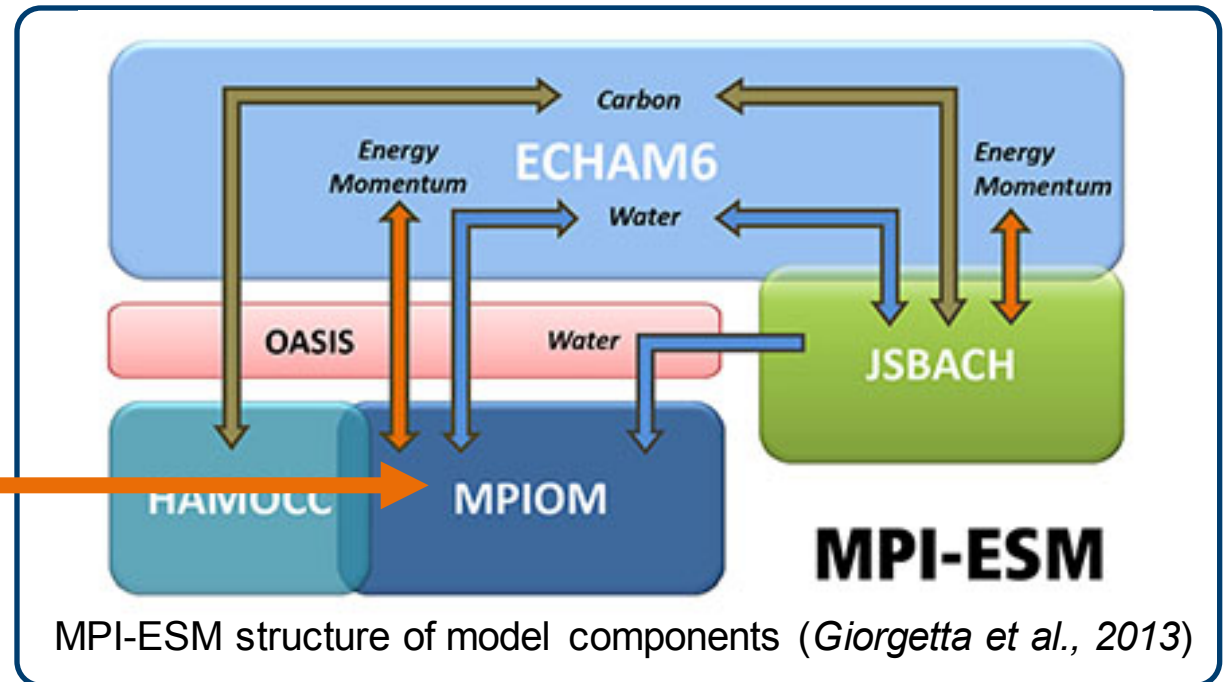 Carbon
Energy
Momentum
ECHAM6
Energy
Momentum
Water
OASIS
Water
JSBACH
HAMOCC
MPIOM
MPI-ESM
MPI-ESM structure of model components (Giorgetta et al., 2013)